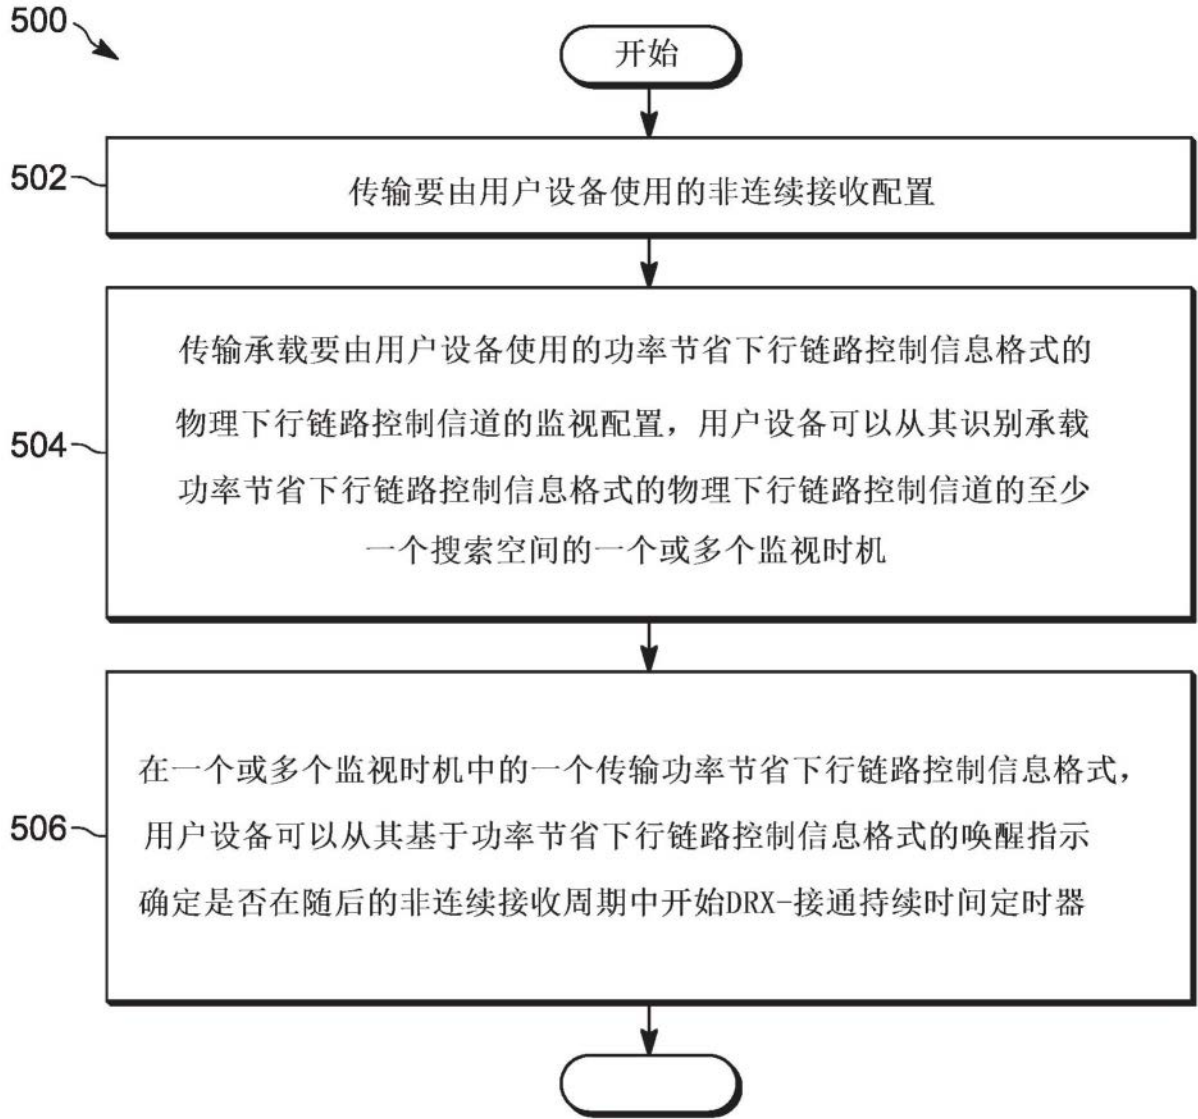 500
开始
502
传输要由用户设备使用的非连续接收配置
504
传输承载要由用户设备使用的功率节省下行链路控制信息格式的
物理下行链路控制信道的监视配置，用户设备可以从其识别承载
功率节省下行链路控制信息格式的物理下行链路控制信道的至少
一个搜索空间的一个或多个监视时机
506
在一个或多个监视时机中的一个传输功率节省下行链路控制信息格式，
用户设备可以从其基于功率节省下行链路控制信息格式的唤醒指示
确定是否在随后的非连续接收周期中开始DRX-接通持续时间定时器